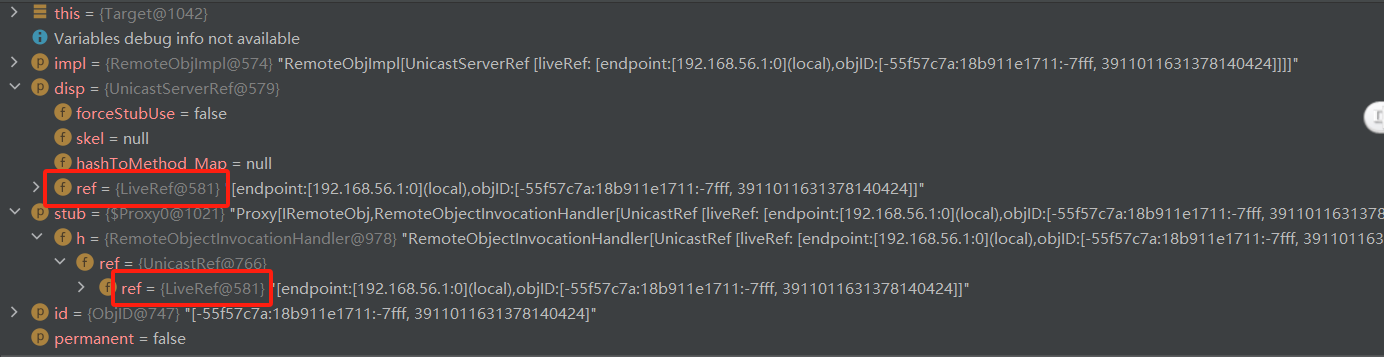 this = {Target@1042}
Variables debug info not available
impl = {RemoteObjImpl@574} "RemoteObjImpl[UnicastServerRef [liveRef: [endpoint:[192.168.56.1:0](local),objID:[-55f57c7a:18b911e1711:-7fff, 3911011631378140424]]]]"
disp = {UnicastServerRef@579}
forceStubUse = false
skel = null
hashToMethod_Map = null
ref = {LiveRef@581} "[endpoint:[192.168.56.1:0](local),objID:[-55f57c7a:18b911e1711:-7fff, 3911011631378140424]]"
stub = {$Proxy0@1021} "Proxy[IRemoteObj,RemoteObjectInvocationHandler[UnicastRef [liveRef: [endpoint:[192.168.56.1:0](local),objID:[-55f57c7a:18b911e1711:-7fff, 3911011631378
h = {RemoteObjectInvocationHandler@978} "RemoteObjectInvocationHandler[UnicastRef [liveRef: [endpoint:[192.168.56.1:0](local),objID:[-55f57c7a:18b911e1711:-7fff, 39110116313
ref = {UnicastRef@766}
ref = {LiveRef@581} "[endpoint:[192.168.56.1:0](local),objID:[-55f57c7a:18b911e1711:-7fff, 3911011631378140424]]"
id = {ObjID@747} "[-55f57c7a:18b911e1711:-7fff, 3911011631378140424]"
permanent = false